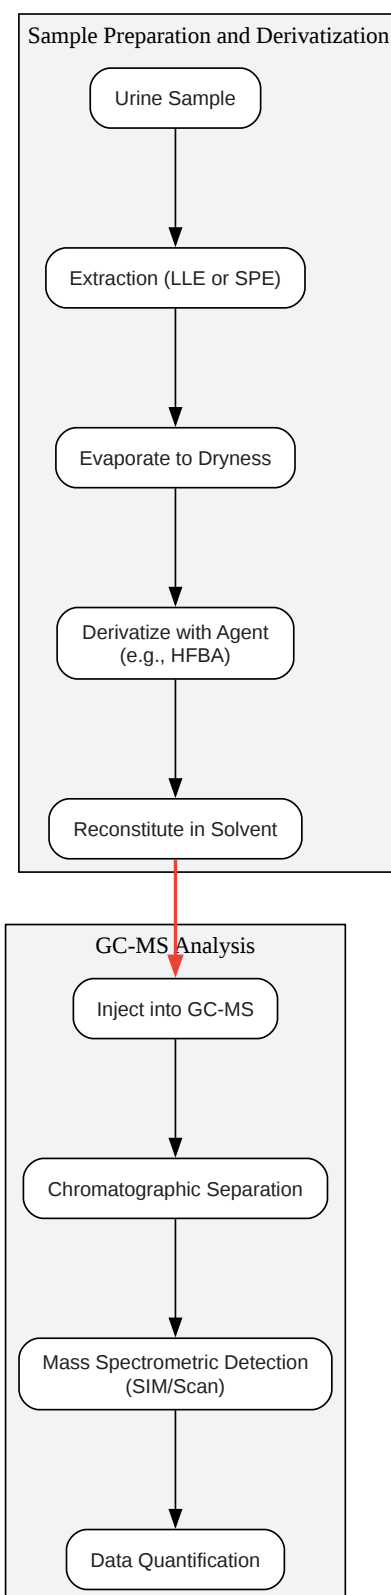 Sample Preparation and Derivatization
Urine Sample
Extraction (LLE or SPE)
Evaporate to Dryness
Derivatize with Agent
(e.g., HFBA)
Reconstitute in Solvent
GC-MS Analysis
Inject into GC-MS
Chromatographic Separation
Mass Spectrometric Detection
(SIM/Scan)
Data Quantification